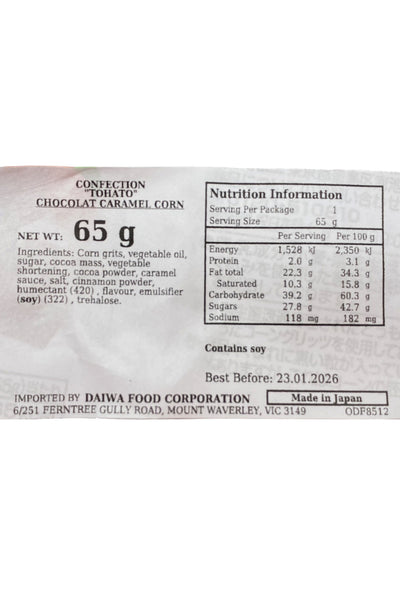 CONFECTION
"TOHATO"
CHOCOLAT CARAMEL CORN
NET WT: 65 g
Ingredients: Corn grits, vegetable oil,
sugar, cocoa mass, vegetable
shortening, cocoa powder, caramel
sauce, salt, cinnamon powder,
humectant (420) , flavour, emulsifier
(soy) (322) , trehalose.
Nutrition Information
Serving Per Package 1
Serving Size 65 g
Per Serving Per 100 g
Energy 1,528 kJ 2,350 kJ
Protein 2.0 g 3.1 g
Fat total 22.3 g 34.3 g
Saturated 10.3 g 15.8 g
Carbohydrate 39.2 g 60.3 g
Sugars 27.8 g 42.7 g
Sodium 118 mg 182 mg
Contains soy
Best Before: 23.01.2026
IMPORTED BY DAIWA FOOD CORPORATION Made in Japan
6/251 FERNTREE GULLY ROAD, MOUNT WAVERLEY, VIC 3149 ODF8512